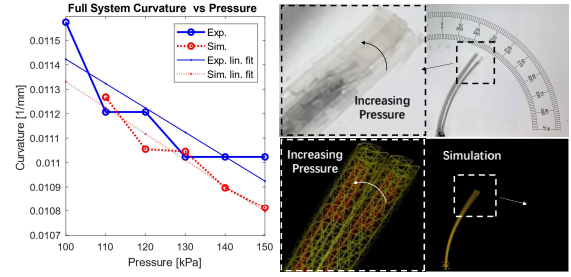 Full System Curvature vs Pressure
0.0115
0.0114
0.0113
0.0112
0.0111
0.011
0.0109
0.0108
0.0107
Curvature [1/mm]
Exp.
Sim.
Exp. lin. fit
Sim. lin. fit
100
110
120
130
140
150
Pressure [kPa]
Increasing
Pressure
Increasing
Pressure
Simulation